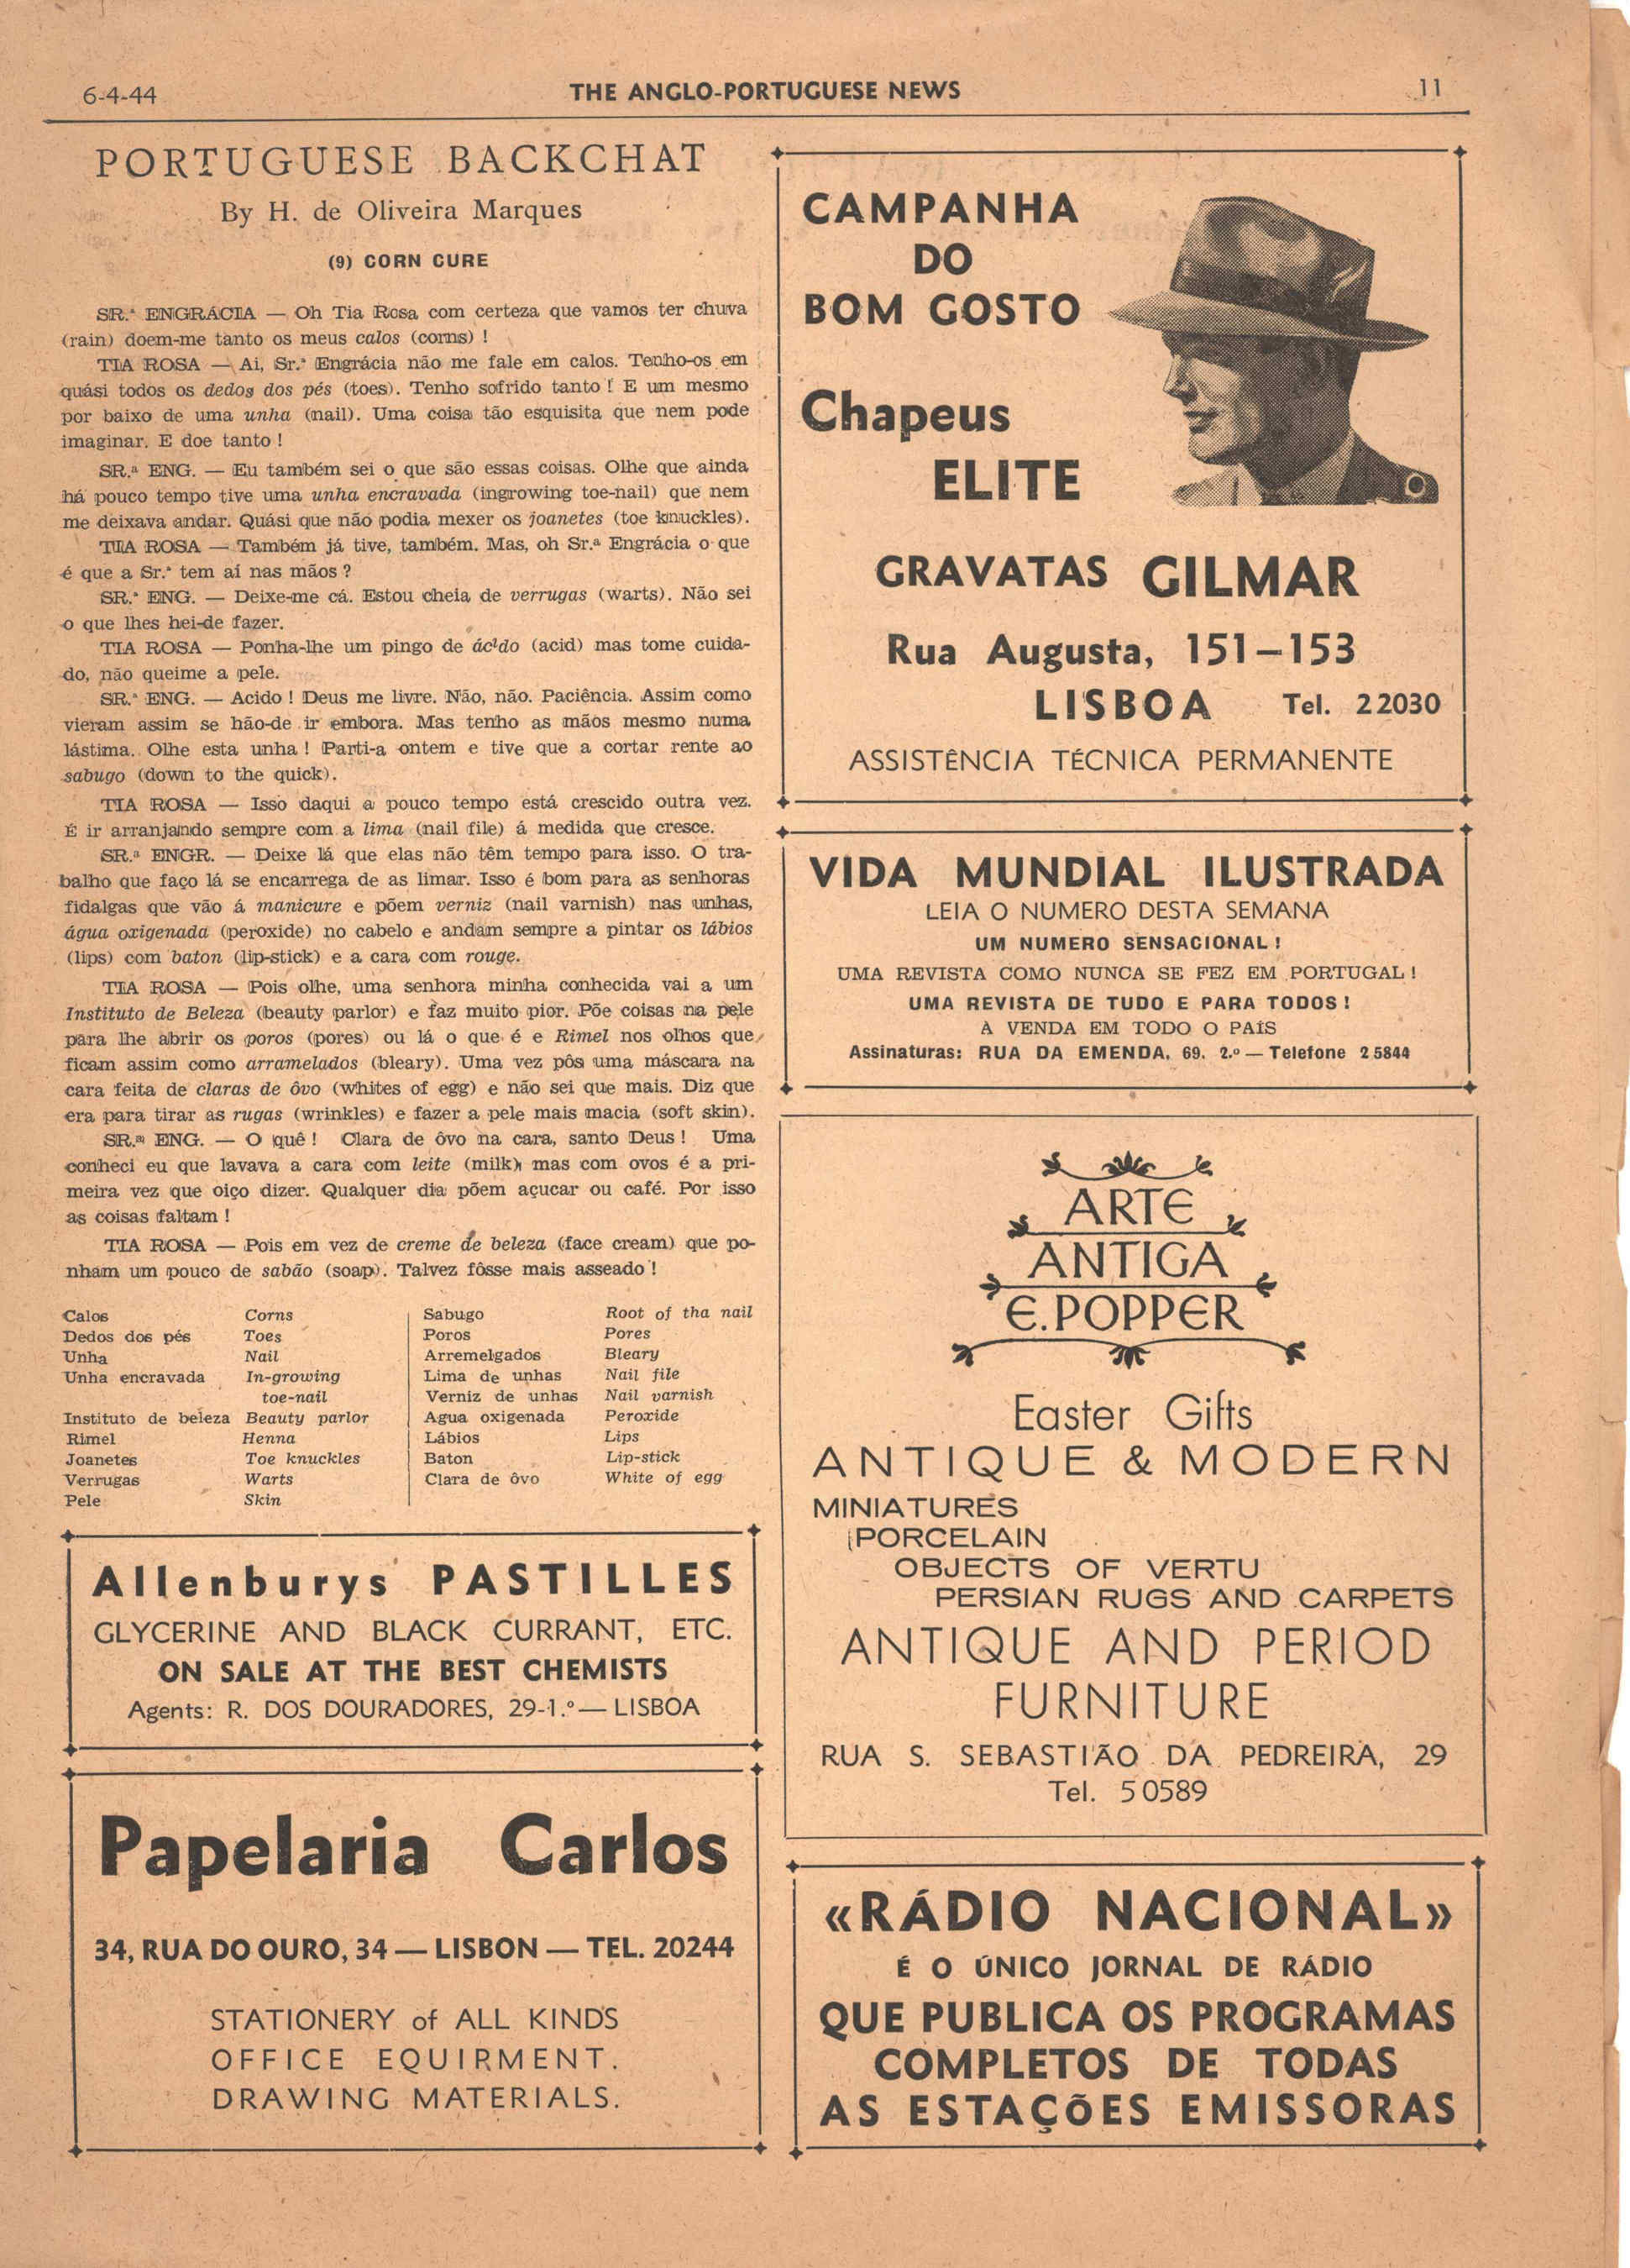 6-4-44
THE ANGLO-PORTUGUESE NEWS
11
PORTUGUESE BACKCHAT
By H. de Oliveira Marques
(9) CORN CURE
SR.ª ENGRÁCIA — Oh Tia Rosa com certeza que vamos ter chuva
(rain) doem-me tanto os meus calos (corns) !
TIA ROSA — Ai, Sr.ª Engrácia não me fale em calos. Tenho-os em
quási todos os dedos dos pés (toes). Tenho sofrido tanto ! E um mesmo
por baixo de uma unha (nail). Uma coisa tão esquisita que nem pode
imaginar. E doe tanto !
SR.ª ENG. — Eu também sei o que são essas coisas. Olhe que ainda
há pouco tempo tive uma unha encravada (ingrowing toe-nail) que nem
me deixava andar. Quási que não podia mexer os joanetes (toe knuckles).
TIA ROSA — Também já tive, também. Mas, oh Sr.ª Engrácia o que
é que a Sr.ª tem aí nas mãos ?
SR.ª ENG. — Deixe-me cá. Estou cheia de verrugas (warts). Não sei
o que lhes hei-de fazer.
TIA ROSA — Ponha-lhe um pingo de ácido (acid) mas tome cuida-
do, não queime a pele.
SR.ª ENG. — Acido ! Deus me livre. Não, não. Paciência. Assim como
vieram assim se hão-de ir embora. Mas tenho as mãos mesmo numa
lástima. Olhe esta unha ! Parti-a ontem e tive que a cortar rente ao
sabugo (down to the quick).
TIA ROSA — Isso daqui a pouco tempo está crescido outra vez.
É ir arranjando sempre com a lima (nail file) á medida que cresce.
SR.ª ENGR. — Deixe lá que elas não têm tempo para isso. O tra-
balho que faço lá se encarrega de as limar. Isso é bom para as senhoras
fidalgas que vão á manicure e põem verniz (nail varnish) nas unhas,
água oxigenada (peroxide) no cabelo e andam sempre a pintar os lábios
(lips) com baton (lip-stick) e a cara com rouge.
TIA ROSA — Pois olhe, uma senhora minha conhecida vai a um
Instituto de Beleza (beauty parlor) e faz muito pior. Põe coisas na pele
para lhe abrir os poros (pores) ou lá o que é e Rimel nos olhos que
ficam assim como arramelados (bleary). Uma vez pôs uma máscara na
cara feita de claras de ôvo (whites of egg) e não sei que mais. Diz que
era para tirar as rugas (wrinkles) e fazer a pele mais macia (soft skin).
SR.ª ENG. — O quê ! Clara de ôvo na cara, santo Deus ! Uma
conheci eu que lavava a cara com leite (milk) mas com ovos é a pri-
meira vez que oiço dizer. Qualquer dia põem açucar ou café. Por isso
as coisas faltam !
TIA ROSA — Pois em vez de creme de beleza (face cream) que po-
nham um pouco de sabão (soap). Talvez fôsse mais asseado !
Calos Corns
Dedos dos pés Toes
Unha Nail
Unha encravada In-growing
toe-nail
Instituto de beleza Beauty parlor
Rimel Henna
Joanetes Toe knuckles
Verrugas Warts
Pele Skin
Sabugo Root of tha nail
Poros Pores
Arremelgados Bleary
Lima de unhas Nail file
Verniz de unhas Nail varnish
Agua oxigenada Peroxide
Lábios Lips
Baton Lip-stick
Clara de ôvo White of egg
Allenburys PASTILLES
GLYCERINE AND BLACK CURRANT, ETC.
ON SALE AT THE BEST CHEMISTS
Agents: R. DOS DOURADORES, 29-1.º — LISBOA
Papelaria Carlos
34, RUA DO OURO, 34 — LISBON — TEL. 20244
STATIONERY of ALL KINDS
OFFICE EQUIRMENT.
DRAWING MATERIALS.
CAMPANHA
DO
BOM GOSTO
Chapeus
ELITE
GRAVATAS GILMAR
Rua Augusta, 151-153
LISBOA Tel. 22030
ASSISTÊNCIA TÉCNICA PERMANENTE
VIDA MUNDIAL ILUSTRADA
LEIA O NUMERO DESTA SEMANA
UM NUMERO SENSACIONAL !
UMA REVISTA COMO NUNCA SE FEZ EM PORTUGAL !
UMA REVISTA DE TUDO E PARA TODOS !
À VENDA EM TODO O PAÍS
Assinaturas: RUA DA EMENDA, 69, 2.º — Telefone 2 5844
ARTE
ANTIGA
E. POPPER
Easter Gifts
ANTIQUE & MODERN
MINIATURES
PORCELAIN
OBJECTS OF VERTU
PERSIAN RUGS AND CARPETS
ANTIQUE AND PERIOD
FURNITURE
RUA S. SEBASTIÃO DA PEDREIRA, 29
Tel. 5 0589
«RÁDIO NACIONAL»
É O ÚNICO JORNAL DE RÁDIO
QUE PUBLICA OS PROGRAMAS
COMPLETOS DE TODAS
AS ESTAÇÕES EMISSORAS